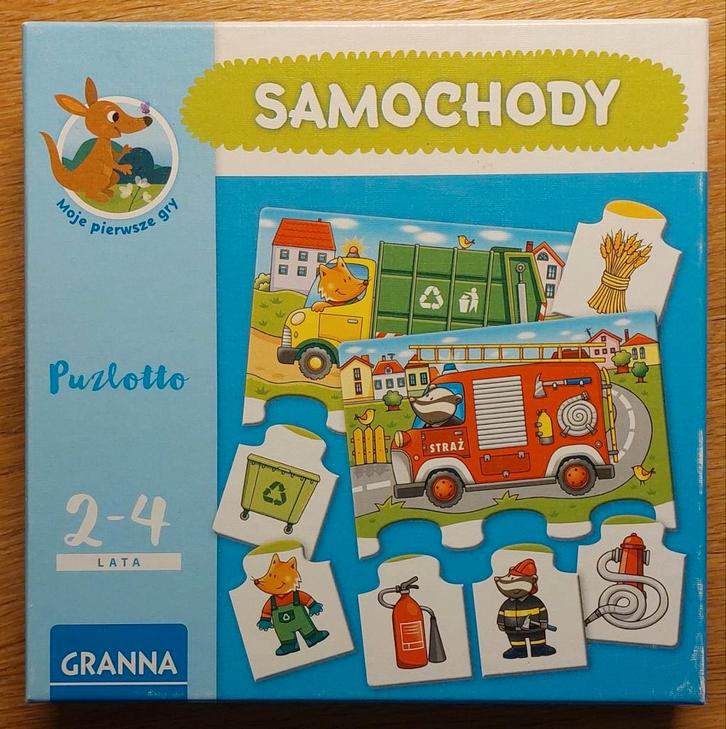 SAMOCHODY
Moje pierwsze gry
Puzlotto
2-4
LATA
GRANNA
STRAŻ